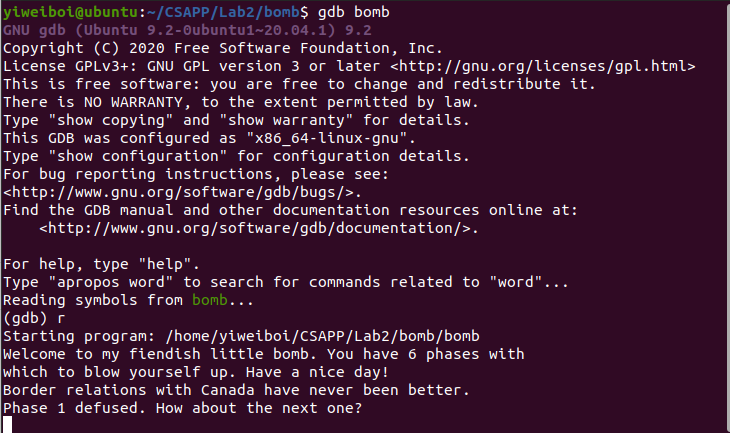 yiweiboi@ubuntu:~/CSAPP/Lab2/bomb$ gdb bomb
GNU gdb (Ubuntu 9.2-0ubuntu1~20.04.1) 9.2
Copyright (C) 2020 Free Software Foundation, Inc.
License GPLv3+: GNU GPL version 3 or later <http://gnu.org/licenses/gpl.html>
This is free software: you are free to change and redistribute it.
There is NO WARRANTY, to the extent permitted by law.
Type "show copying" and "show warranty" for details.
This GDB was configured as "x86_64-linux-gnu".
Type "show configuration" for configuration details.
For bug reporting instructions, please see:
<http://www.gnu.org/software/gdb/bugs/>.
Find the GDB manual and other documentation resources online at:
    <http://www.gnu.org/software/gdb/documentation/>.

For help, type "help".
Type "apropos word" to search for commands related to "word"...
Reading symbols from bomb...
(gdb) r
Starting program: /home/yiweiboi/CSAPP/Lab2/bomb/bomb
Welcome to my fiendish little bomb. You have 6 phases with
which to blow yourself up. Have a nice day!
Border relations with Canada have never been better.
Phase 1 defused. How about the next one?